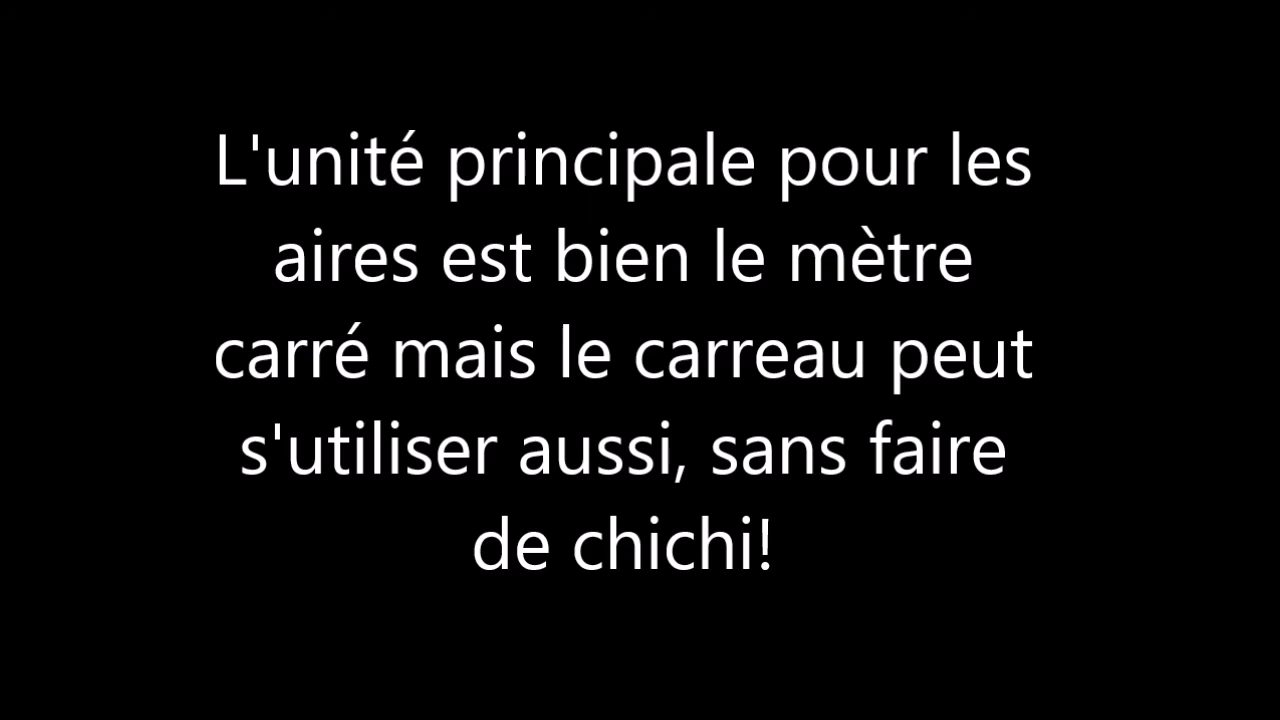 L'unité principale pour les
aires est bien le mètre
carré mais le carreau peut
s'utiliser aussi, sans faire
de chichi!